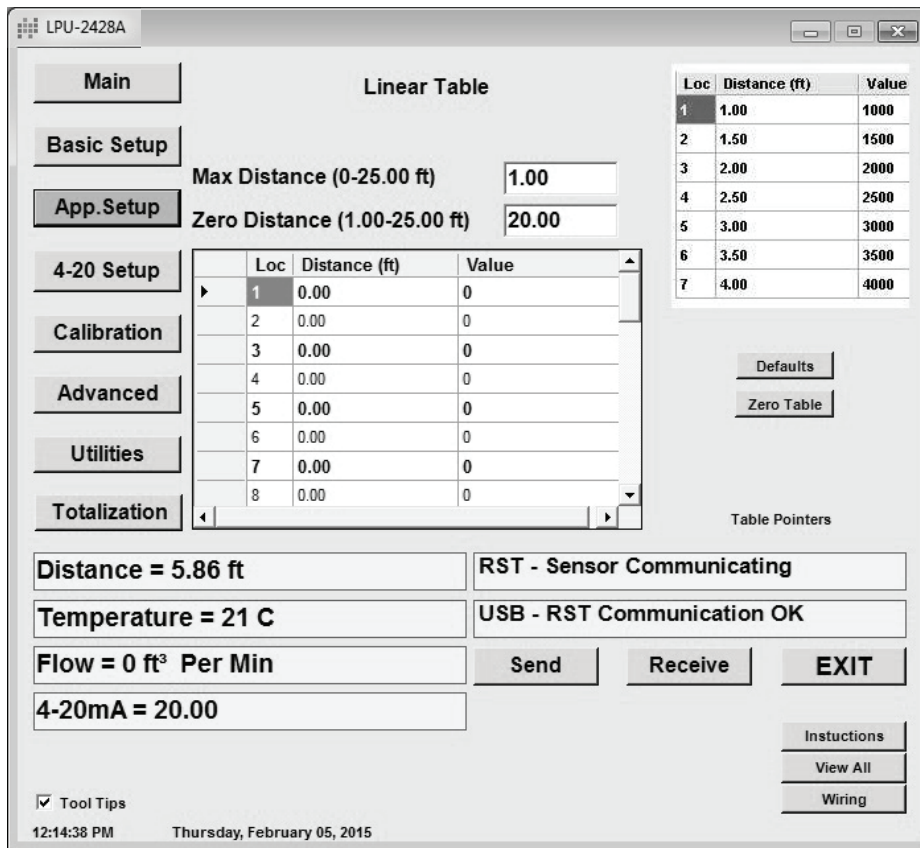 LPU-2428A
Main
Basic Setup
App.Setup
4-20 Setup
Calibration
Advanced
Utilities
Totalization
Linear Table
Max Distance (0-25.00 ft) 1.00
Zero Distance (1.00-25.00 ft) 20.00
Loc Distance (ft) Value
1 0.00 0
2 0.00 0
3 0.00 0
4 0.00 0
5 0.00 0
6 0.00 0
7 0.00 0
8 0.00 0
Loc Distance (ft) Value
1 1.00 1000
2 1.50 1500
3 2.00 2000
4 2.50 2500
5 3.00 3000
6 3.50 3500
7 4.00 4000
Defaults
Zero Table
Table Pointers
Distance = 5.86 ft
Temperature = 21 C
Flow = 0 ft³ Per Min
4-20mA = 20.00
RST - Sensor Communicating
USB - RST Communication OK
Send Receive EXIT
Instuctions
View All
Wiring
Tool Tips
12:14:38 PM Thursday, February 05, 2015